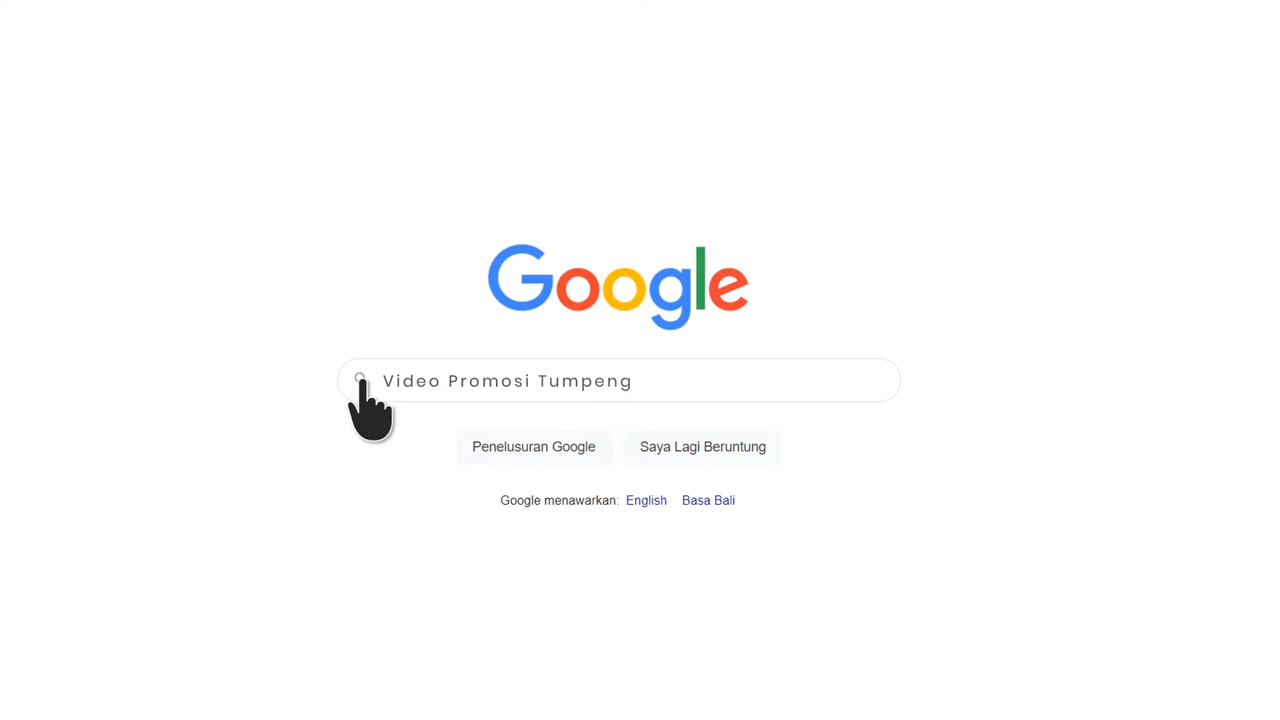 Google
Video Promosi Tumpeng
Penelusuran Google Saya Lagi Beruntung
Google menawarkan: English Basa Bali